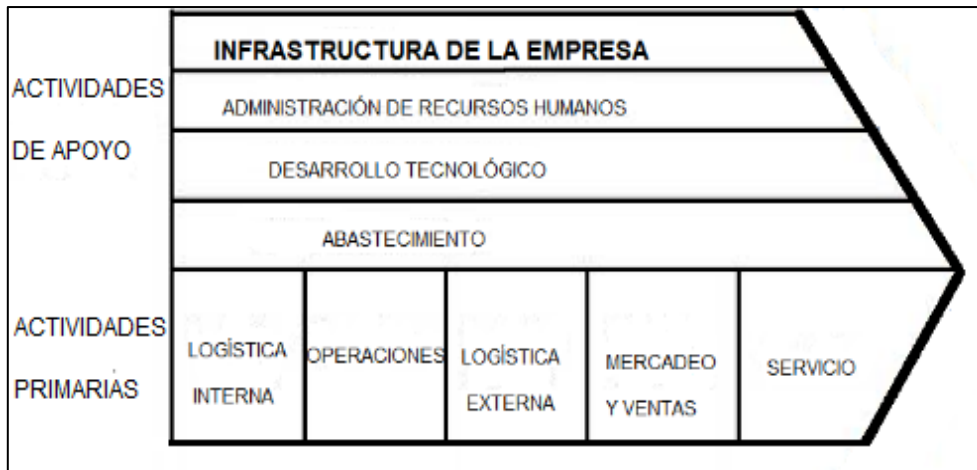 INFRASTRUCTURA DE LA EMPRESA
ACTIVIDADES
DE APOYO
ADMINISTRACIÓN DE RECURSOS HUMANOS
DESARROLLO TECNOLÓGICO
ABASTECIMIENTO
ACTIVIDADES
PRIMARIAS
LOGÍSTICA
INTERNA
OPERACIONES
LOGÍSTICA
EXTERNA
MERCADEO
Y VENTAS
SERVICIO